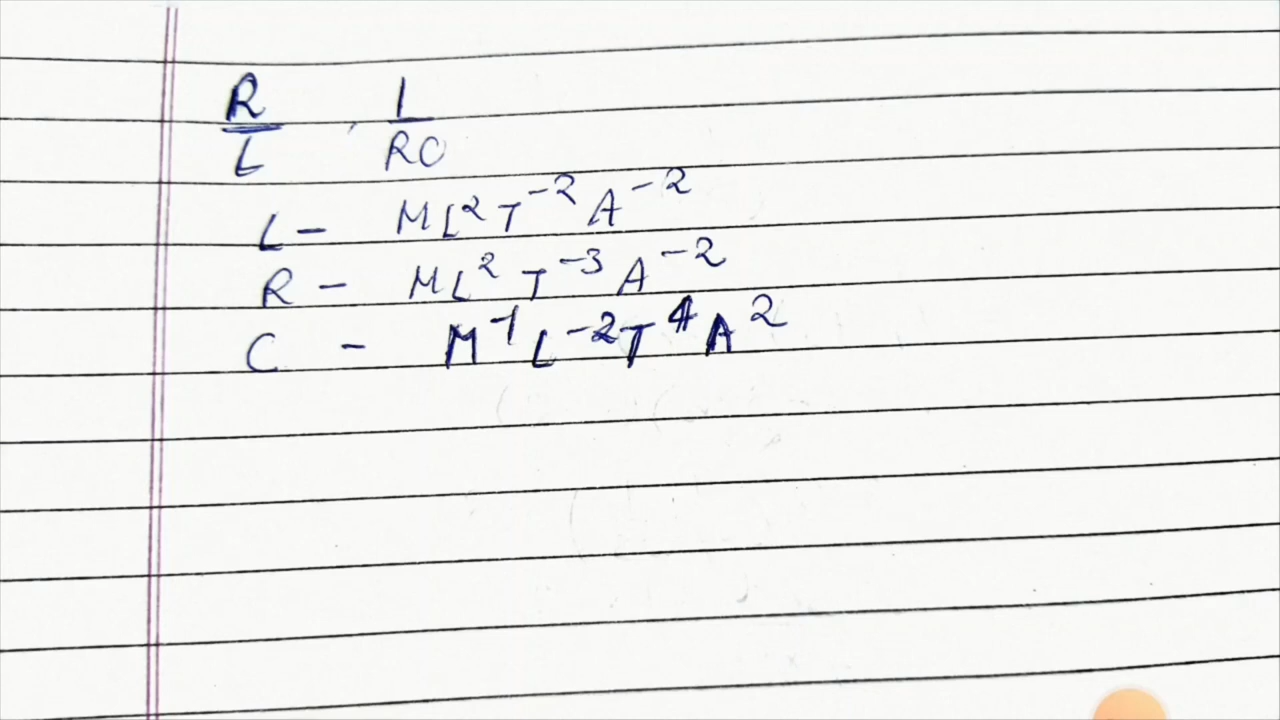 R/L , 1/RC
L - ML²T⁻²A⁻²
R - ML²T⁻³A⁻²
C - M⁻¹L⁻²T⁴A²